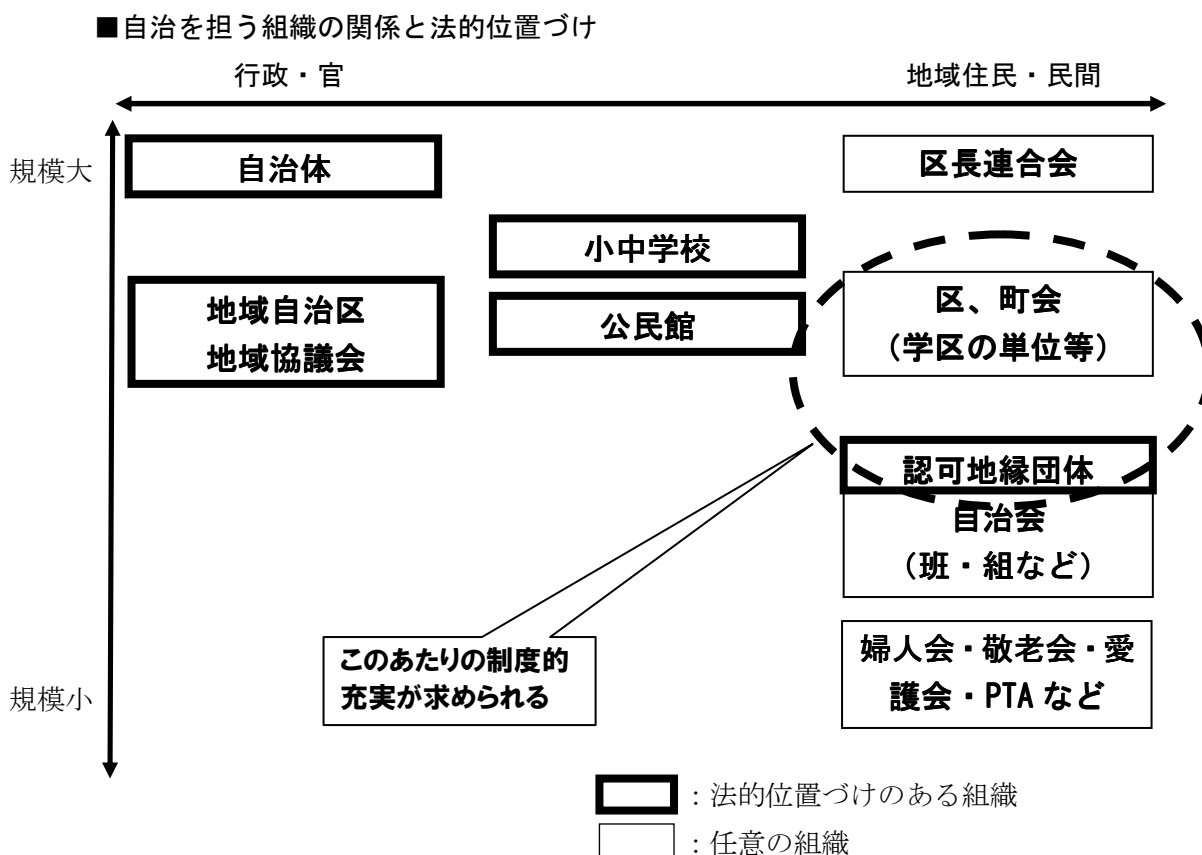 ■自治を担う組織の関係と法的位置づけ
行政・官
地域住民・民間
規模大
自治体
区長連合会
小中学校
地域自治区
地域協議会
公民館
区、町会
（学区の単位等）
認可地縁団体
自治会
（班・組など）
このあたりの制度的
充実が求められる
婦人会・敬老会・愛
護会・PTA など
規模小
：法的位置づけのある組織
：任意の組織